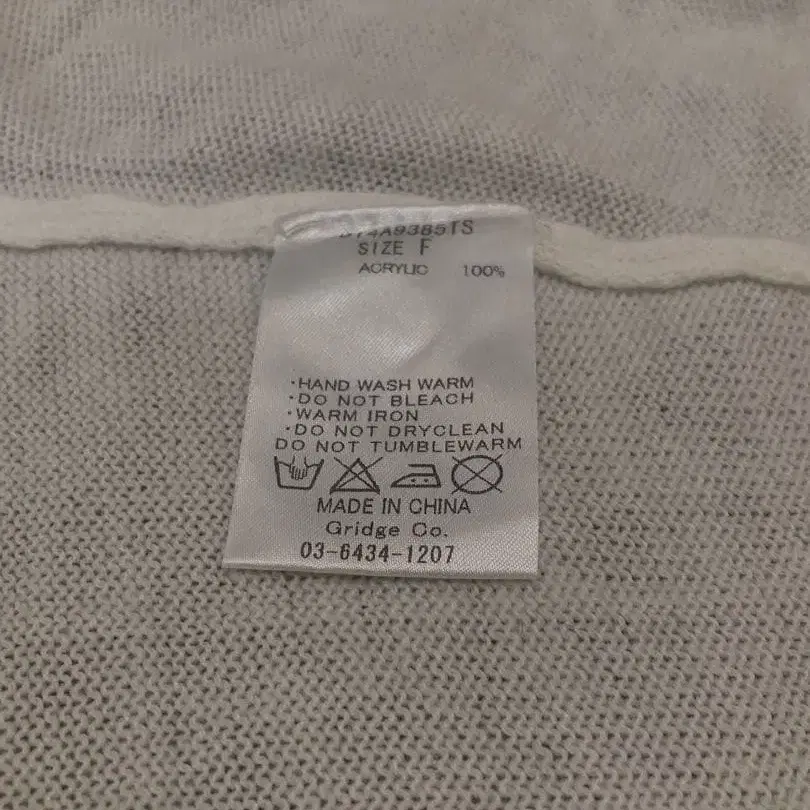 SIZE F
ACRYLIC 100%
·HAND WASH WARM
·DO NOT BLEACH
·WARM IRON
·DO NOT DRYCLEAN
DO NOT TUMBLEWARM
MADE IN CHINA
Gridge Co.
03-6434-1207